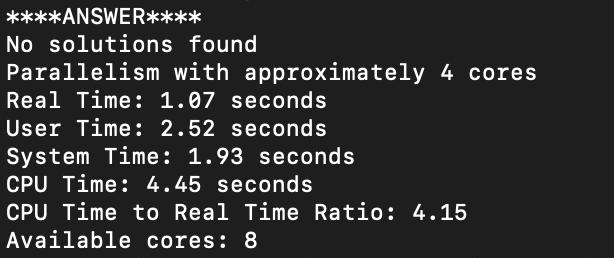 ****ANSWER****
No solutions found
Parallelism with approximately 4 cores
Real Time: 1.07 seconds
User Time: 2.52 seconds
System Time: 1.93 seconds
CPU Time: 4.45 seconds
CPU Time to Real Time Ratio: 4.15
Available cores: 8